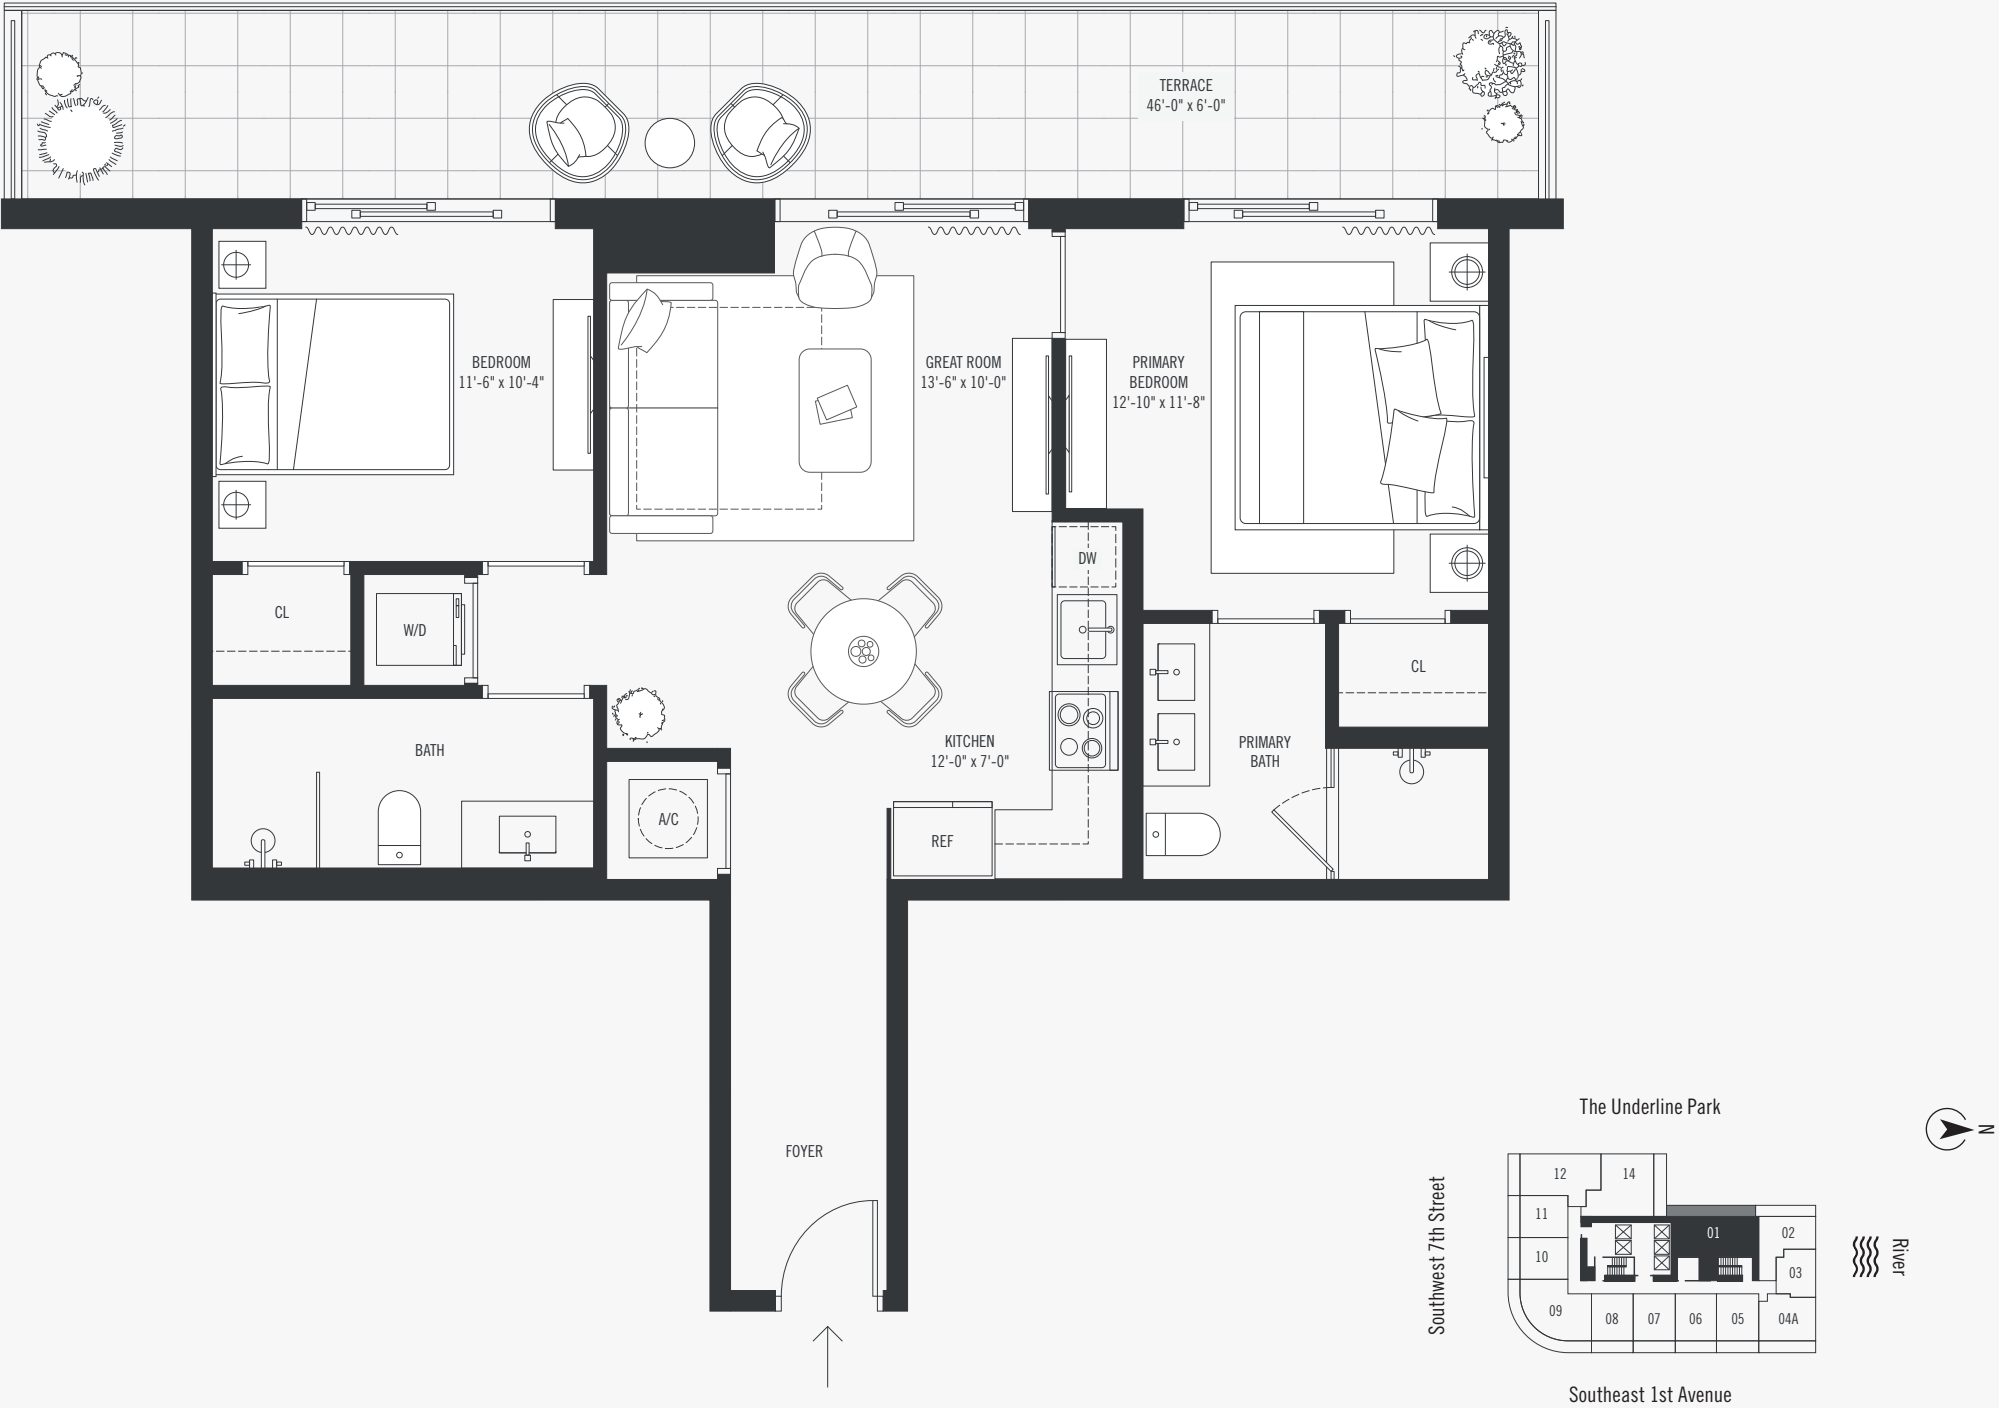 TERRACE
46'-0" x 6'-0"
BEDROOM
11'-6" x 10'-4"
GREAT ROOM
13'-6" x 10'-0"
PRIMARY
BEDROOM
12'-10" x 11'-8"
DW
CL
W/D
CL
BATH
KITCHEN
12'-0" x 7'-0"
PRIMARY
BATH
A/C
REF
FOYER
The Underline Park
N
Southwest 7th Street
12
14
11
01
02
10
03
09
08
07
06
05
04A
River
Southeast 1st Avenue